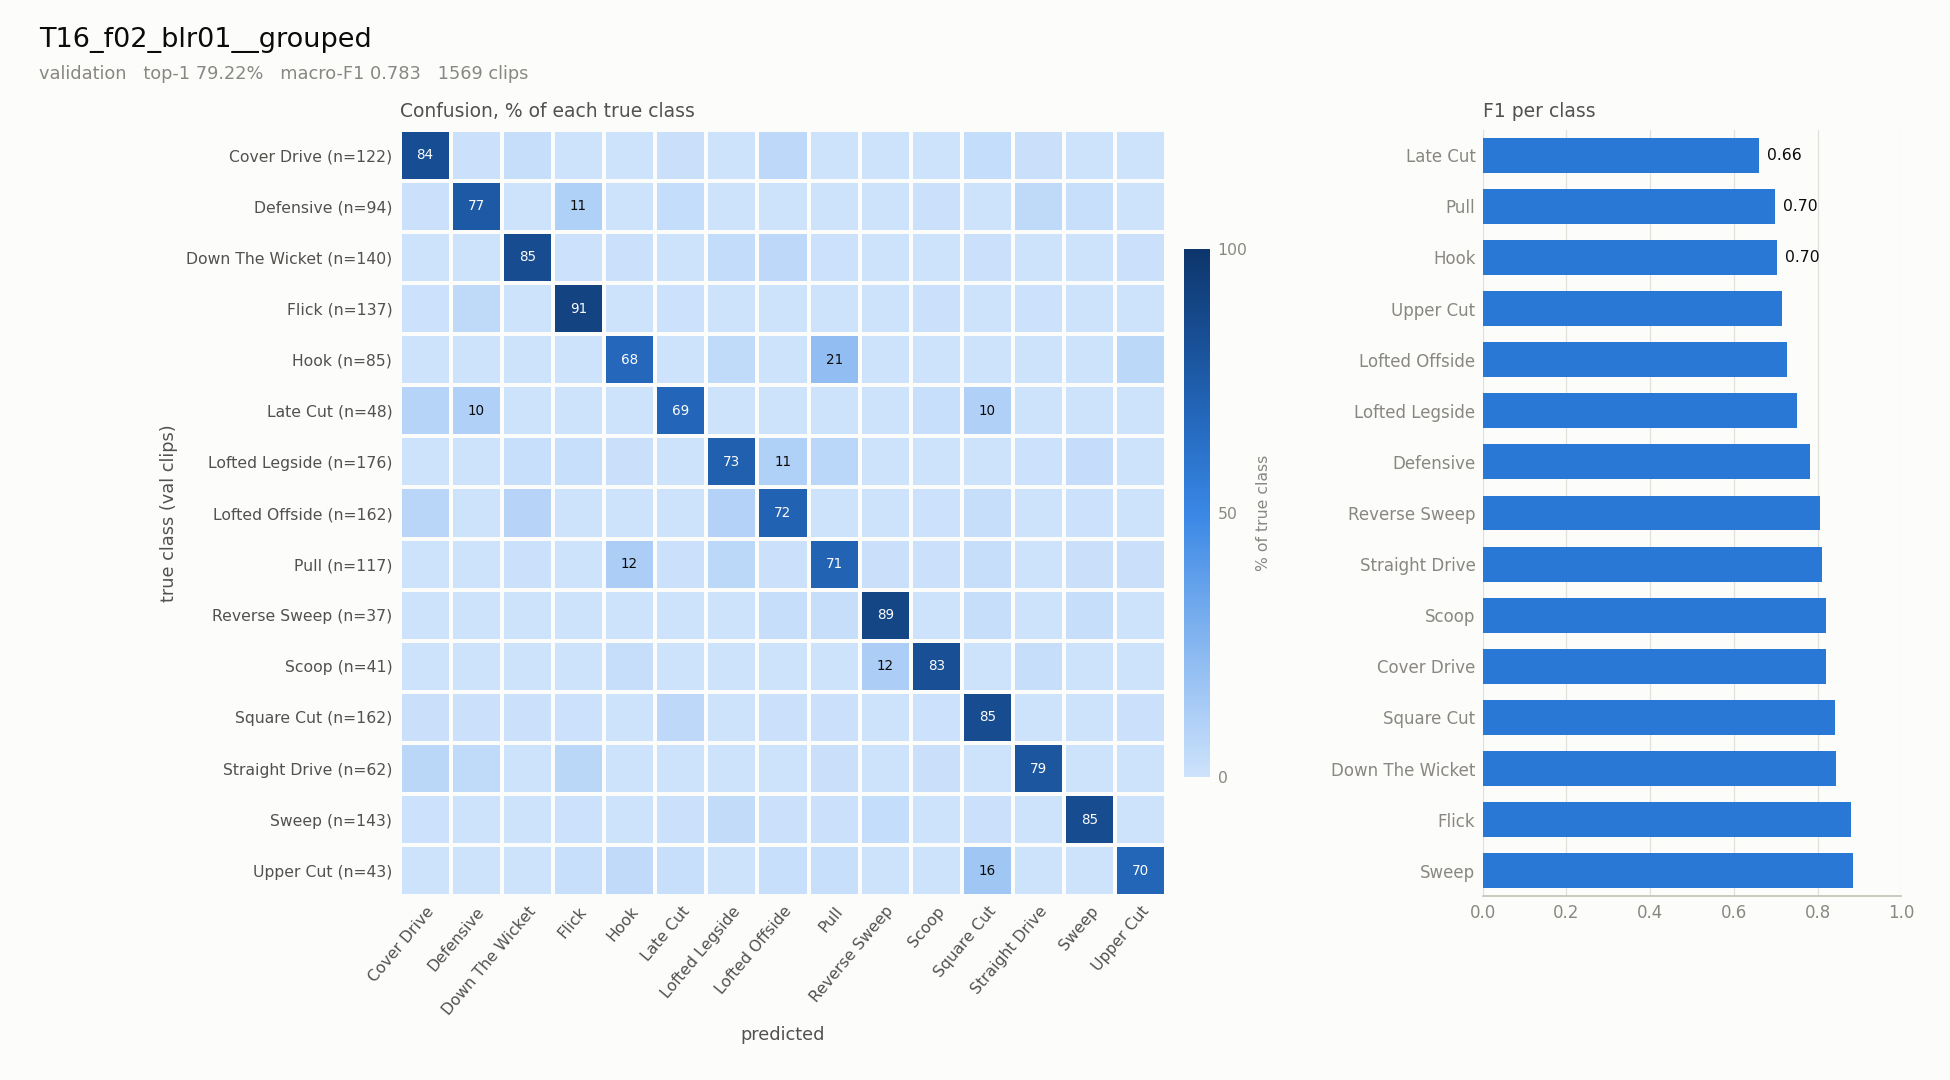 T16_f02_blr01__grouped
validation   top-1 79.22%   macro-F1 0.783   1569 clips
Confusion, % of each true class
true class (val clips)
Cover Drive (n=122) 84
Defensive (n=94) 77 11
Down The Wicket (n=140) 85
Flick (n=137) 91
Hook (n=85) 68 21
Late Cut (n=48) 10 69 10
Lofted Legside (n=176) 73 11
Lofted Offside (n=162) 72
Pull (n=117) 12 71
Reverse Sweep (n=37) 89
Scoop (n=41) 12 83
Square Cut (n=162) 85
Straight Drive (n=62) 79
Sweep (n=143) 85
Upper Cut (n=43) 16 70
Cover Drive
Defensive
Down The Wicket
Flick
Hook
Late Cut
Lofted Legside
Lofted Offside
Pull
Reverse Sweep
Scoop
Square Cut
Straight Drive
Sweep
Upper Cut
predicted
100
50
0
% of true class
F1 per class
Late Cut 0.66
Pull 0.70
Hook 0.70
Upper Cut
Lofted Offside
Lofted Legside
Defensive
Reverse Sweep
Straight Drive
Scoop
Cover Drive
Square Cut
Down The Wicket
Flick
Sweep
0.0 0.2 0.4 0.6 0.8 1.0